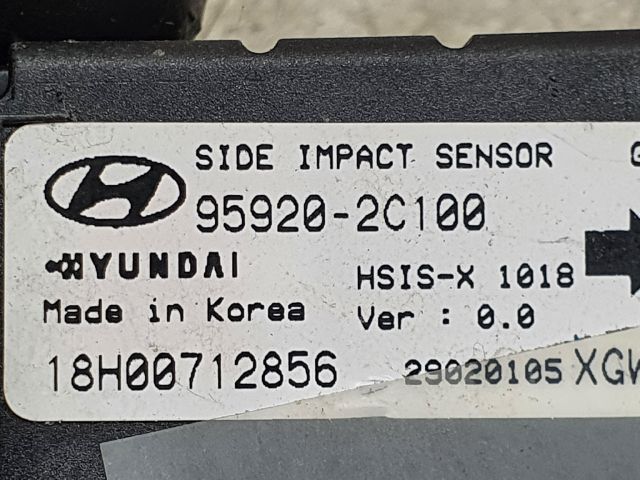 SIDE IMPACT SENSOR
95920-2C100
HYUNDAI
HSIS-X 1018
Made in Korea
Ver : 0.0
18H00712856
29020105